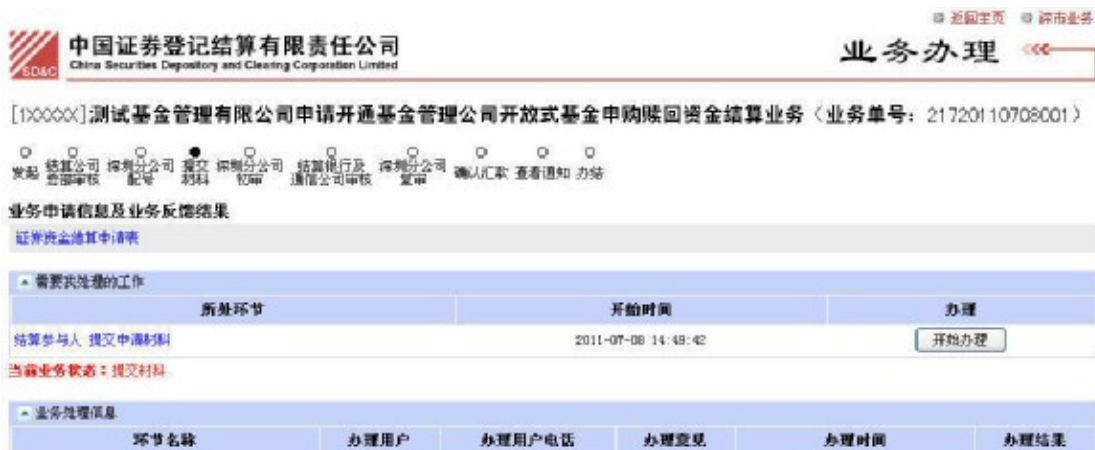 返回主页 深市业务
中国证券登记结算有限责任公司
China Securities Depository and Clearing Corporation Limited
SD&C
业务办理
[1XXXXX]测试基金管理有限公司申请开通基金管理公司开放式基金申购赎回资金结算业务（业务单号：21720110708001）
发起 结算公司总部审核 深圳分公司配号 提交材料 深圳分公司初审 结算银行及通信公司审核 深圳分公司复审 确认汇款 查看通知 办结
业务申请信息及业务反馈结果
证券资金结算申请表
需要我处理的工作
所处环节 开始时间 办理
结算参与人 提交申请材料 2011-07-08 14:49:42 开始办理
当前业务状态：提交材料
业务处理信息
环节名称 办理用户 办理用户电话 办理意见 办理时间 办理结果